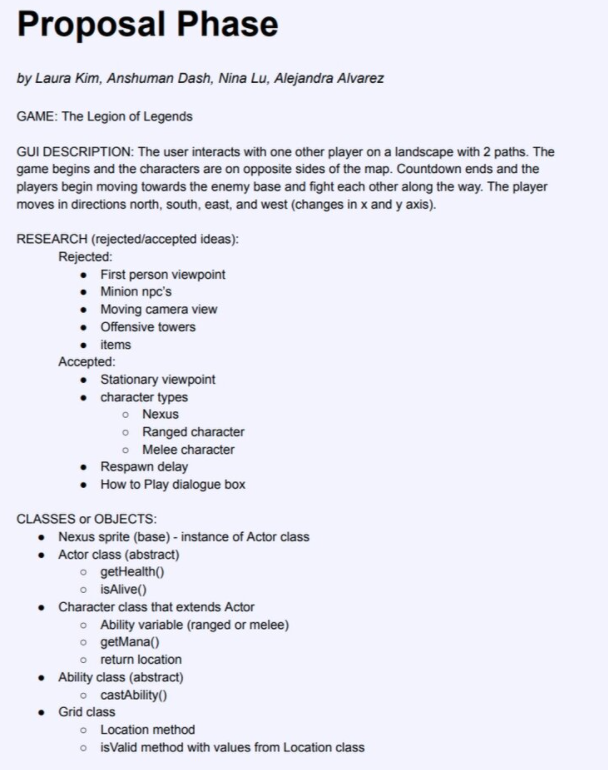 Proposal Phase
by Laura Kim, Anshuman Dash, Nina Lu, Alejandra Alvarez
GAME: The Legion of Legends
GUI DESCRIPTION: The user interacts with one other player on a landscape with 2 paths. The
game begins and the characters are on opposite sides of the map. Countdown ends and the
players begin moving towards the enemy base and fight each other along the way. The player
moves in directions north, south, east, and west (changes in x and y axis).
RESEARCH (rejected/accepted ideas):
Rejected:
● First person viewpoint
● Minion npc's
● Moving camera view
● Offensive towers
● items
Accepted:
● Stationary viewpoint
● character types
○ Nexus
○ Ranged character
○ Melee character
● Respawn delay
● How to Play dialogue box
CLASSES or OBJECTS:
● Nexus sprite (base) - instance of Actor class
● Actor class (abstract)
○ getHealth()
○ isAlive()
● Character class that extends Actor
○ Ability variable (ranged or melee)
○ getMana()
○ return location
● Ability class (abstract)
○ castAbility()
● Grid class
○ Location method
○ isValid method with values from Location class